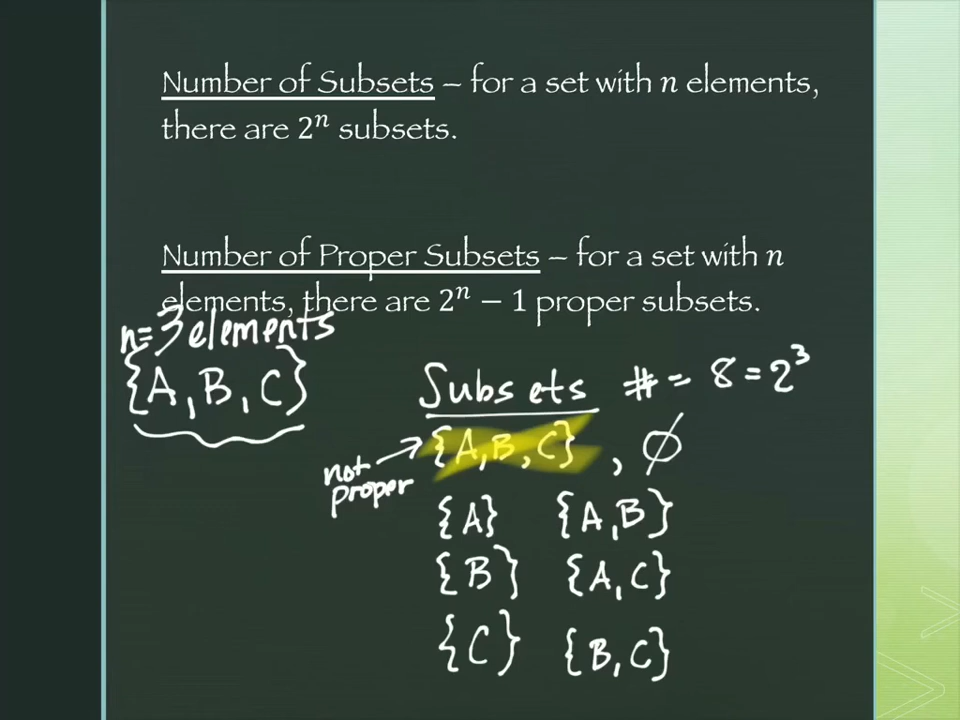 Number of Subsets – for a set with n elements,
there are 2ⁿ subsets.
Number of Proper Subsets – for a set with n
elements, there are 2ⁿ − 1 proper subsets.
n=3 elements
{A, B, C}
Subsets # = 8 = 2³
not proper → {A, B, C}, ∅
{A} {A, B}
{B} {A, C}
{C} {B, C}